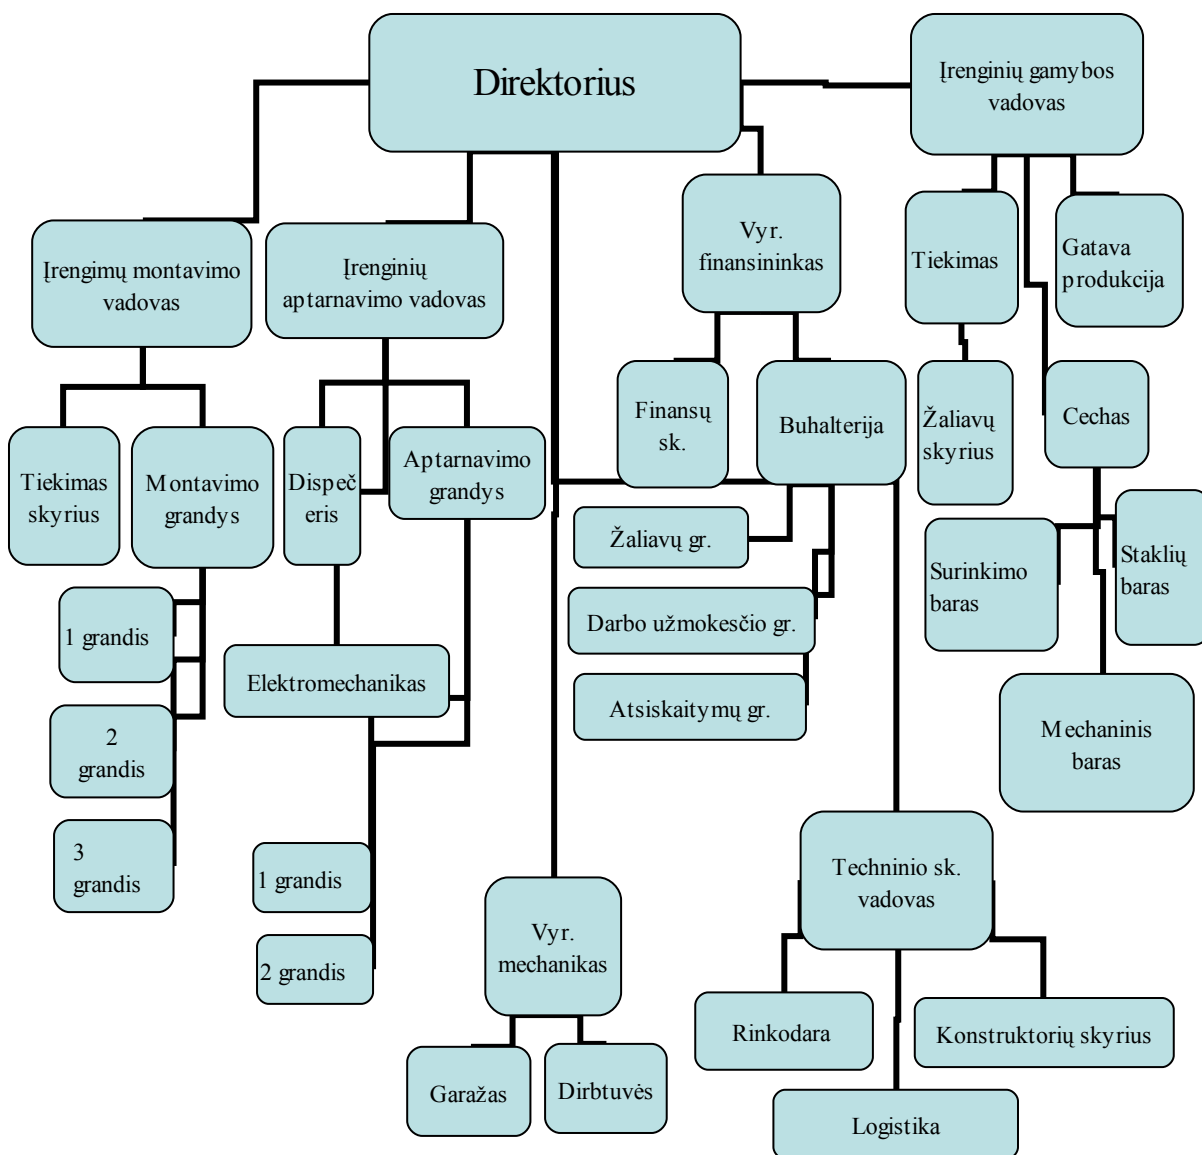 Direktorius
Įrenginių gamybos
vadovas
Įrengimų montavimo
vadovas
Įrenginių
aptarnavimo vadovas
Vyr.
finansininkas
Tiekimas
Gatava
produkcija
Tiekimas
skyrius
Montavimo
grandys
Dispeč
eris
Aptarnavimo
grandys
Finansų
sk.
Buhalterija
Žaliavų
skyrius
Cechas
Žaliavų gr.
Darbo užmokesčio gr.
Atsiskaitymų gr.
Surinkimo
baras
Staklių
baras
Mechaninis
baras
1 grandis
2
grandis
3
grandis
Elektromechanikas
1 grandis
2 grandis
Vyr.
mechanikas
Garažas
Dirbtuvės
Techninio sk.
vadovas
Rinkodara
Konstruktorių skyrius
Logistika